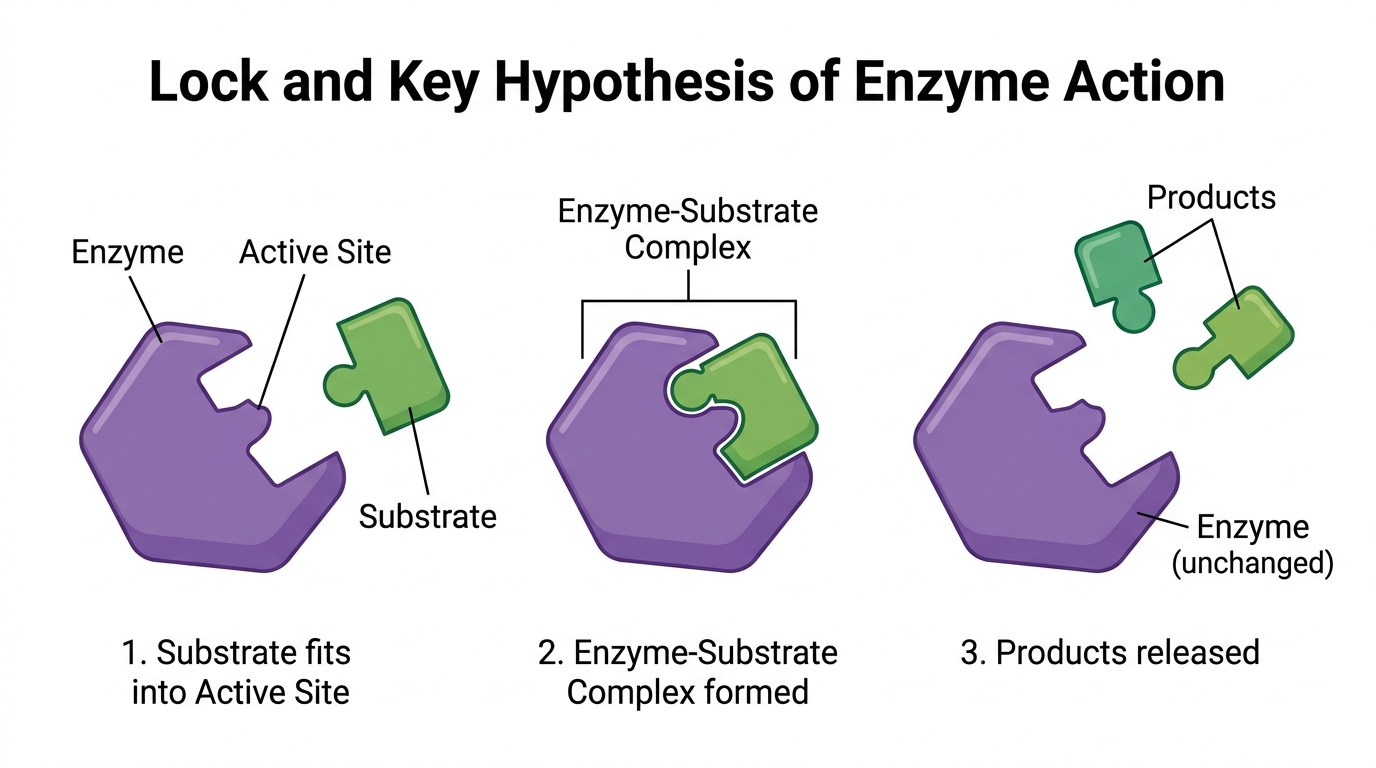 Lock and Key Hypothesis of Enzyme Action
Enzyme
Active Site
Substrate
Enzyme-Substrate
Complex
Products
Enzyme
(unchanged)
1. Substrate fits
into Active Site
2. Enzyme-Substrate
Complex formed
3. Products released